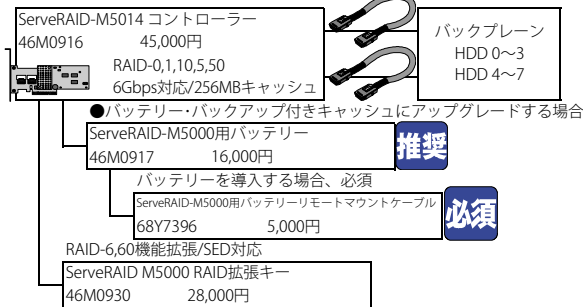 ServeRAID-M5014 コントローラー
46M0916 45,000円
RAID-0,1,10,5,50
6Gbps対応/256MBキャッシュ
バックプレーン
HDD 0～3
HDD 4～7
●バッテリー・バックアップ付きキャッシュにアップグレードする場合
ServeRAID-M5000用バッテリー
46M0917 16,000円
推奨
バッテリーを導入する場合、必須
ServeRAID-M5000用バッテリーリモートマウントケーブル
68Y7396 5,000円
必須
RAID-6,60機能拡張/SED対応
ServeRAID M5000 RAID拡張キー
46M0930 28,000円